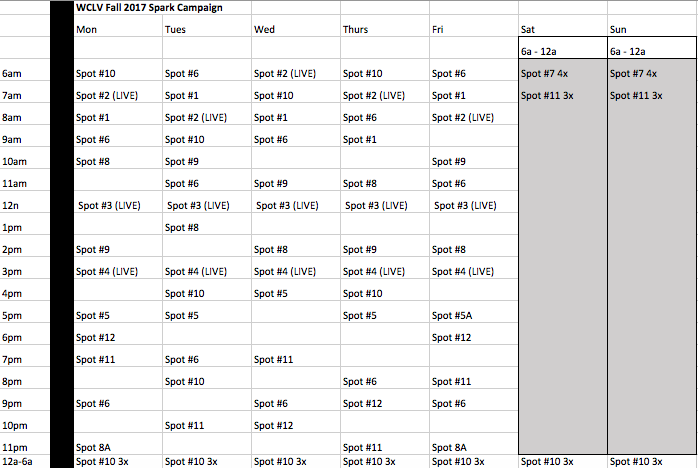 WCLV Fall 2017 Spark Campaign
Mon Tues Wed Thurs Fri Sat Sun
6a - 12a 6a - 12a
6am Spot #10 Spot #6 Spot #2 (LIVE) Spot #10 Spot #6 Spot #7 4x Spot #7 4x
7am Spot #2 (LIVE) Spot #1 Spot #10 Spot #2 (LIVE) Spot #1 Spot #11 3x Spot #11 3x
8am Spot #1 Spot #2 (LIVE) Spot #1 Spot #6 Spot #2 (LIVE)
9am Spot #6 Spot #10 Spot #6 Spot #1
10am Spot #8 Spot #9 Spot #9
11am Spot #6 Spot #9 Spot #8 Spot #6
12n Spot #3 (LIVE) Spot #3 (LIVE) Spot #3 (LIVE) Spot #3 (LIVE) Spot #3 (LIVE)
1pm Spot #8
2pm Spot #9 Spot #8 Spot #9 Spot #8
3pm Spot #4 (LIVE) Spot #4 (LIVE) Spot #4 (LIVE) Spot #4 (LIVE) Spot #4 (LIVE)
4pm Spot #10 Spot #5 Spot #10
5pm Spot #5 Spot #5 Spot #5 Spot #5A
6pm Spot #12 Spot #12
7pm Spot #11 Spot #6 Spot #11
8pm Spot #10 Spot #6 Spot #11
9pm Spot #6 Spot #6 Spot #12 Spot #6
10pm Spot #11 Spot #12
11pm Spot 8A Spot #11 Spot 8A
12a-6a Spot #10 3x Spot #10 3x Spot #10 3x Spot #10 3x Spot #10 3x Spot #10 3x Spot #10 3x